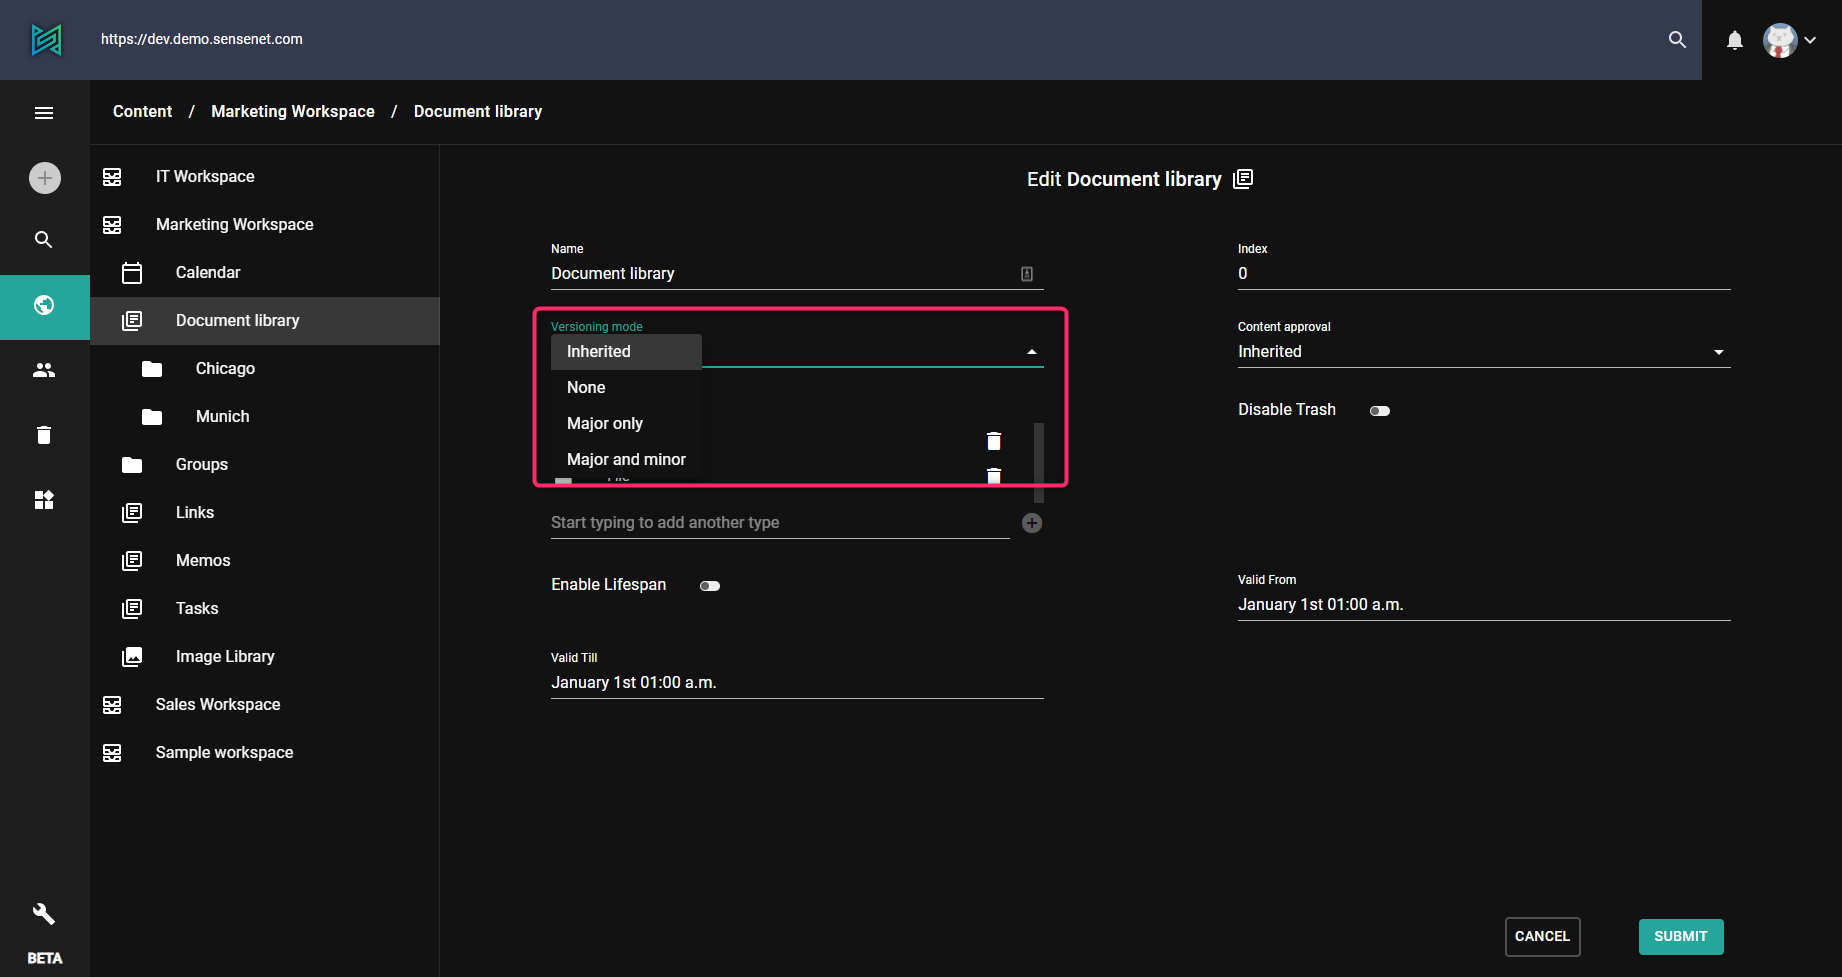 https://dev.demo.sensenet.com
Content / Marketing Workspace / Document library
IT Workspace
Marketing Workspace
Calendar
Document library
Chicago
Munich
Groups
Links
Memos
Tasks
Image Library
Sales Workspace
Sample workspace
BETA
Edit Document library
Name
Document library
Index
0
Versioning mode
Inherited
None
Major only
Major and minor
File
Content approval
Inherited
Disable Trash
Start typing to add another type
Enable Lifespan
Valid From
January 1st 01:00 a.m.
Valid Till
January 1st 01:00 a.m.
CANCEL
SUBMIT